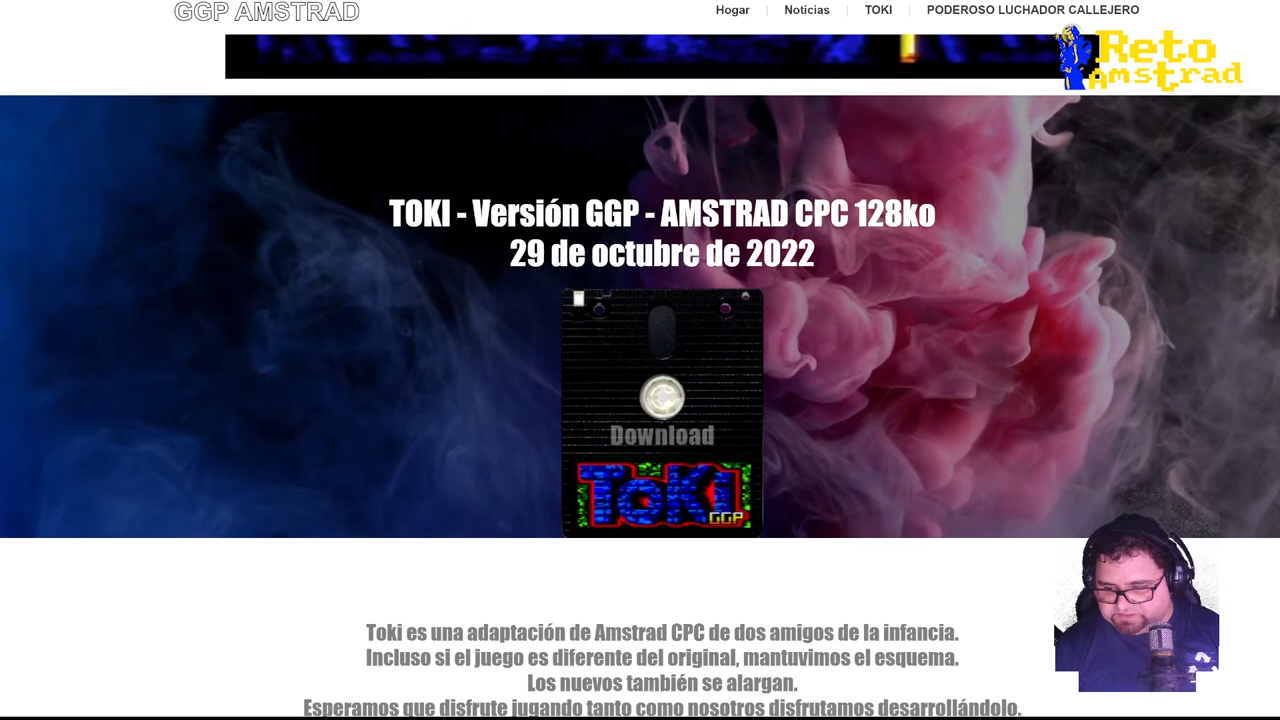 GGP AMSTRAD
Hogar
Noticias
TOKI
PODEROSO LUCHADOR CALLEJERO
Reto
Amstrad
TOKI - Versión GGP - AMSTRAD CPC 128ko
29 de octubre de 2022
Download
TOKI
GGP
Toki es una adaptación de Amstrad CPC de dos amigos de la infancia.
Incluso si el juego es diferente del original, mantuvimos el esquema.
Los nuevos también se alargan.
Esperamos que disfrute jugando tanto como nosotros disfrutamos desarrollándolo.